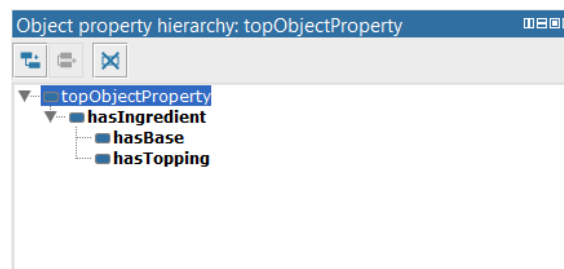 Object property hierarchy: topObjectProperty
topObjectProperty
hasIngredient
hasBase
hasTopping